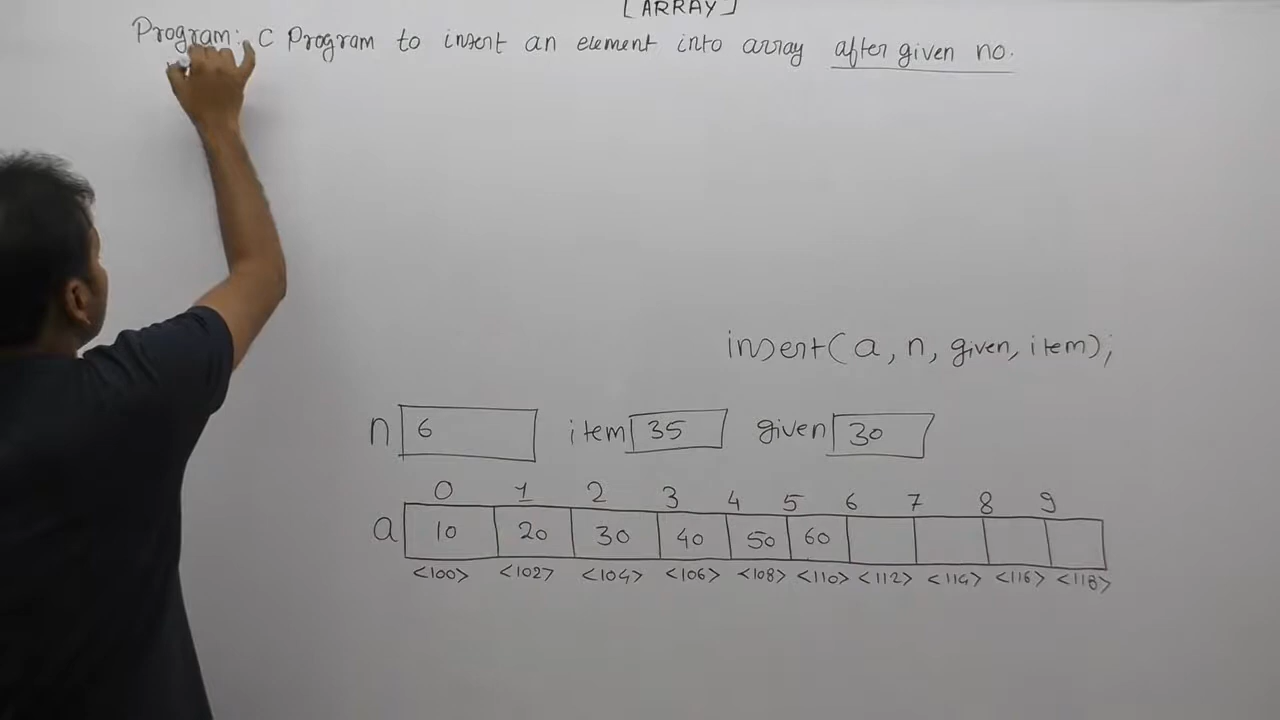 [ARRAY]
Program: C Program to insert an element into array after given no.
insert(a, n, given, item);
n 6 item 35 given 30
0 1 2 3 4 5 6 7 8 9
a 10 20 30 40 50 60
<100> <102> <104> <106> <108> <110> <112> <114> <116> <118>